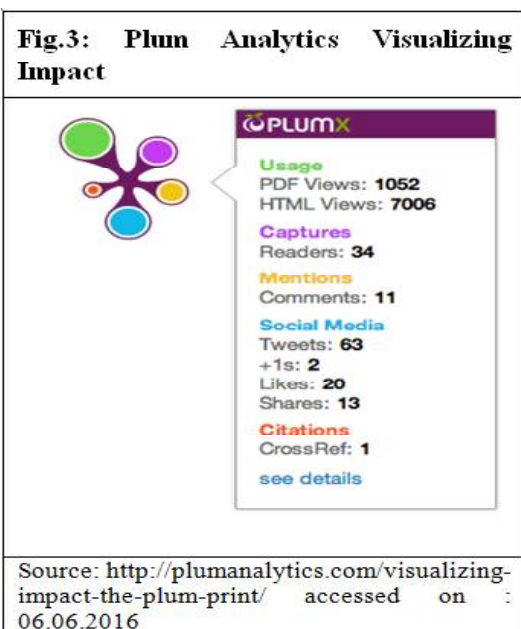 Fig.3: Plum Analytics Visualizing
Impact
PLUMX
Usage
PDF Views: 1052
HTML Views: 7006
Captures
Readers: 34
Mentions
Comments: 11
Social Media
Tweets: 63
+1s: 2
Likes: 20
Shares: 13
Citations
CrossRef: 1
see details
Source: http://plumanalytics.com/visualizing-
impact-the-plum-print/ accessed on :
06.06.2016